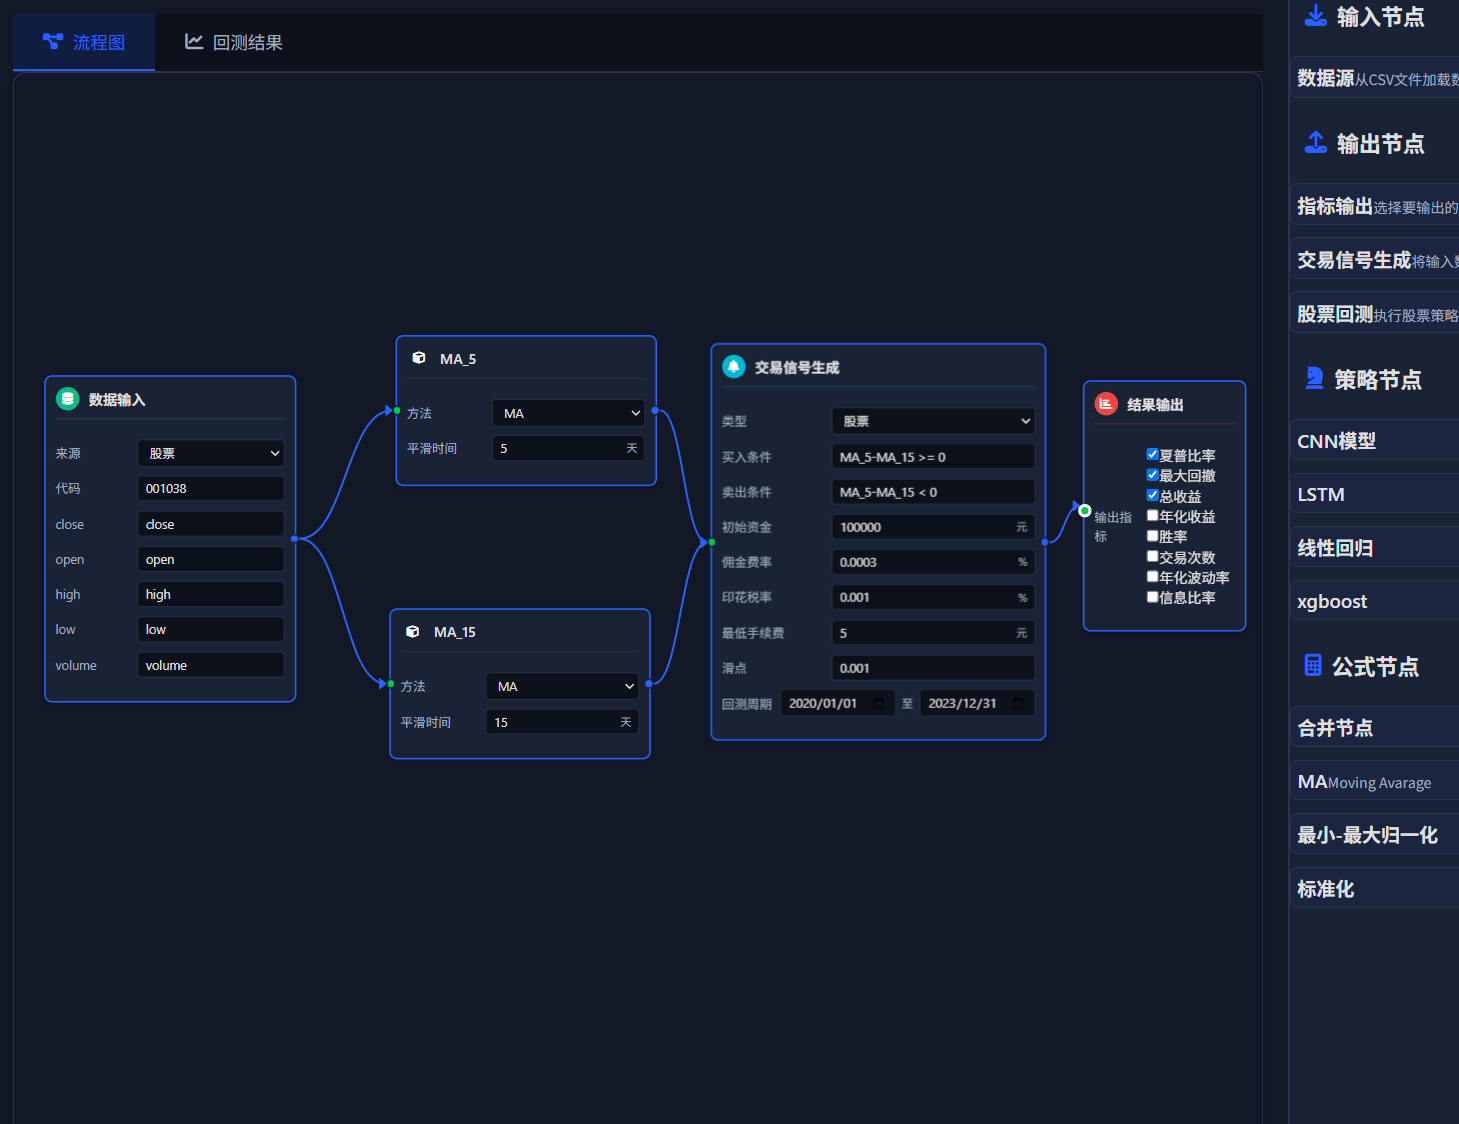 流程图
回测结果
数据输入
来源
股票
代码
001038
close
close
open
open
high
high
low
low
volume
volume
MA_5
方法
MA
平滑时间
5
天
MA_15
方法
MA
平滑时间
15
天
交易信号生成
类型
股票
买入条件
MA_5-MA_15 >= 0
卖出条件
MA_5-MA_15 < 0
初始资金
100000
元
佣金费率
0.0003
%
印花税率
0.001
%
最低手续费
5
元
滑点
0.001
回测周期
2020/01/01
至
2023/12/31
结果输出
输出指
标
夏普比率
最大回撤
总收益
年化收益
胜率
交易次数
年化波动率
信息比率
输入节点
数据源从CSV文件加载数
输出节点
指标输出选择要输出的
交易信号生成将输入数
股票回测执行股票策略
策略节点
CNN模型
LSTM
线性回归
xgboost
公式节点
合并节点
MAMoving Avarage
最小-最大归一化
标准化